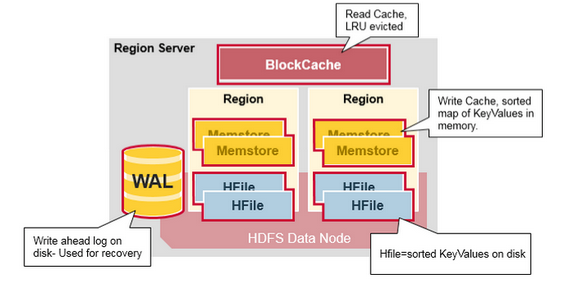 Read Cache,
LRU evicted
Region Server
BlockCache
Region
Region
Write Cache, sorted
map of KeyValues in
memory.
Memstore
Memstore
Memstore
Memstore
WAL
HFile
HFile
HFile
HFile
Write ahead log on
disk- Used for recovery
HDFS Data Node
Hfile=sorted KeyValues on disk